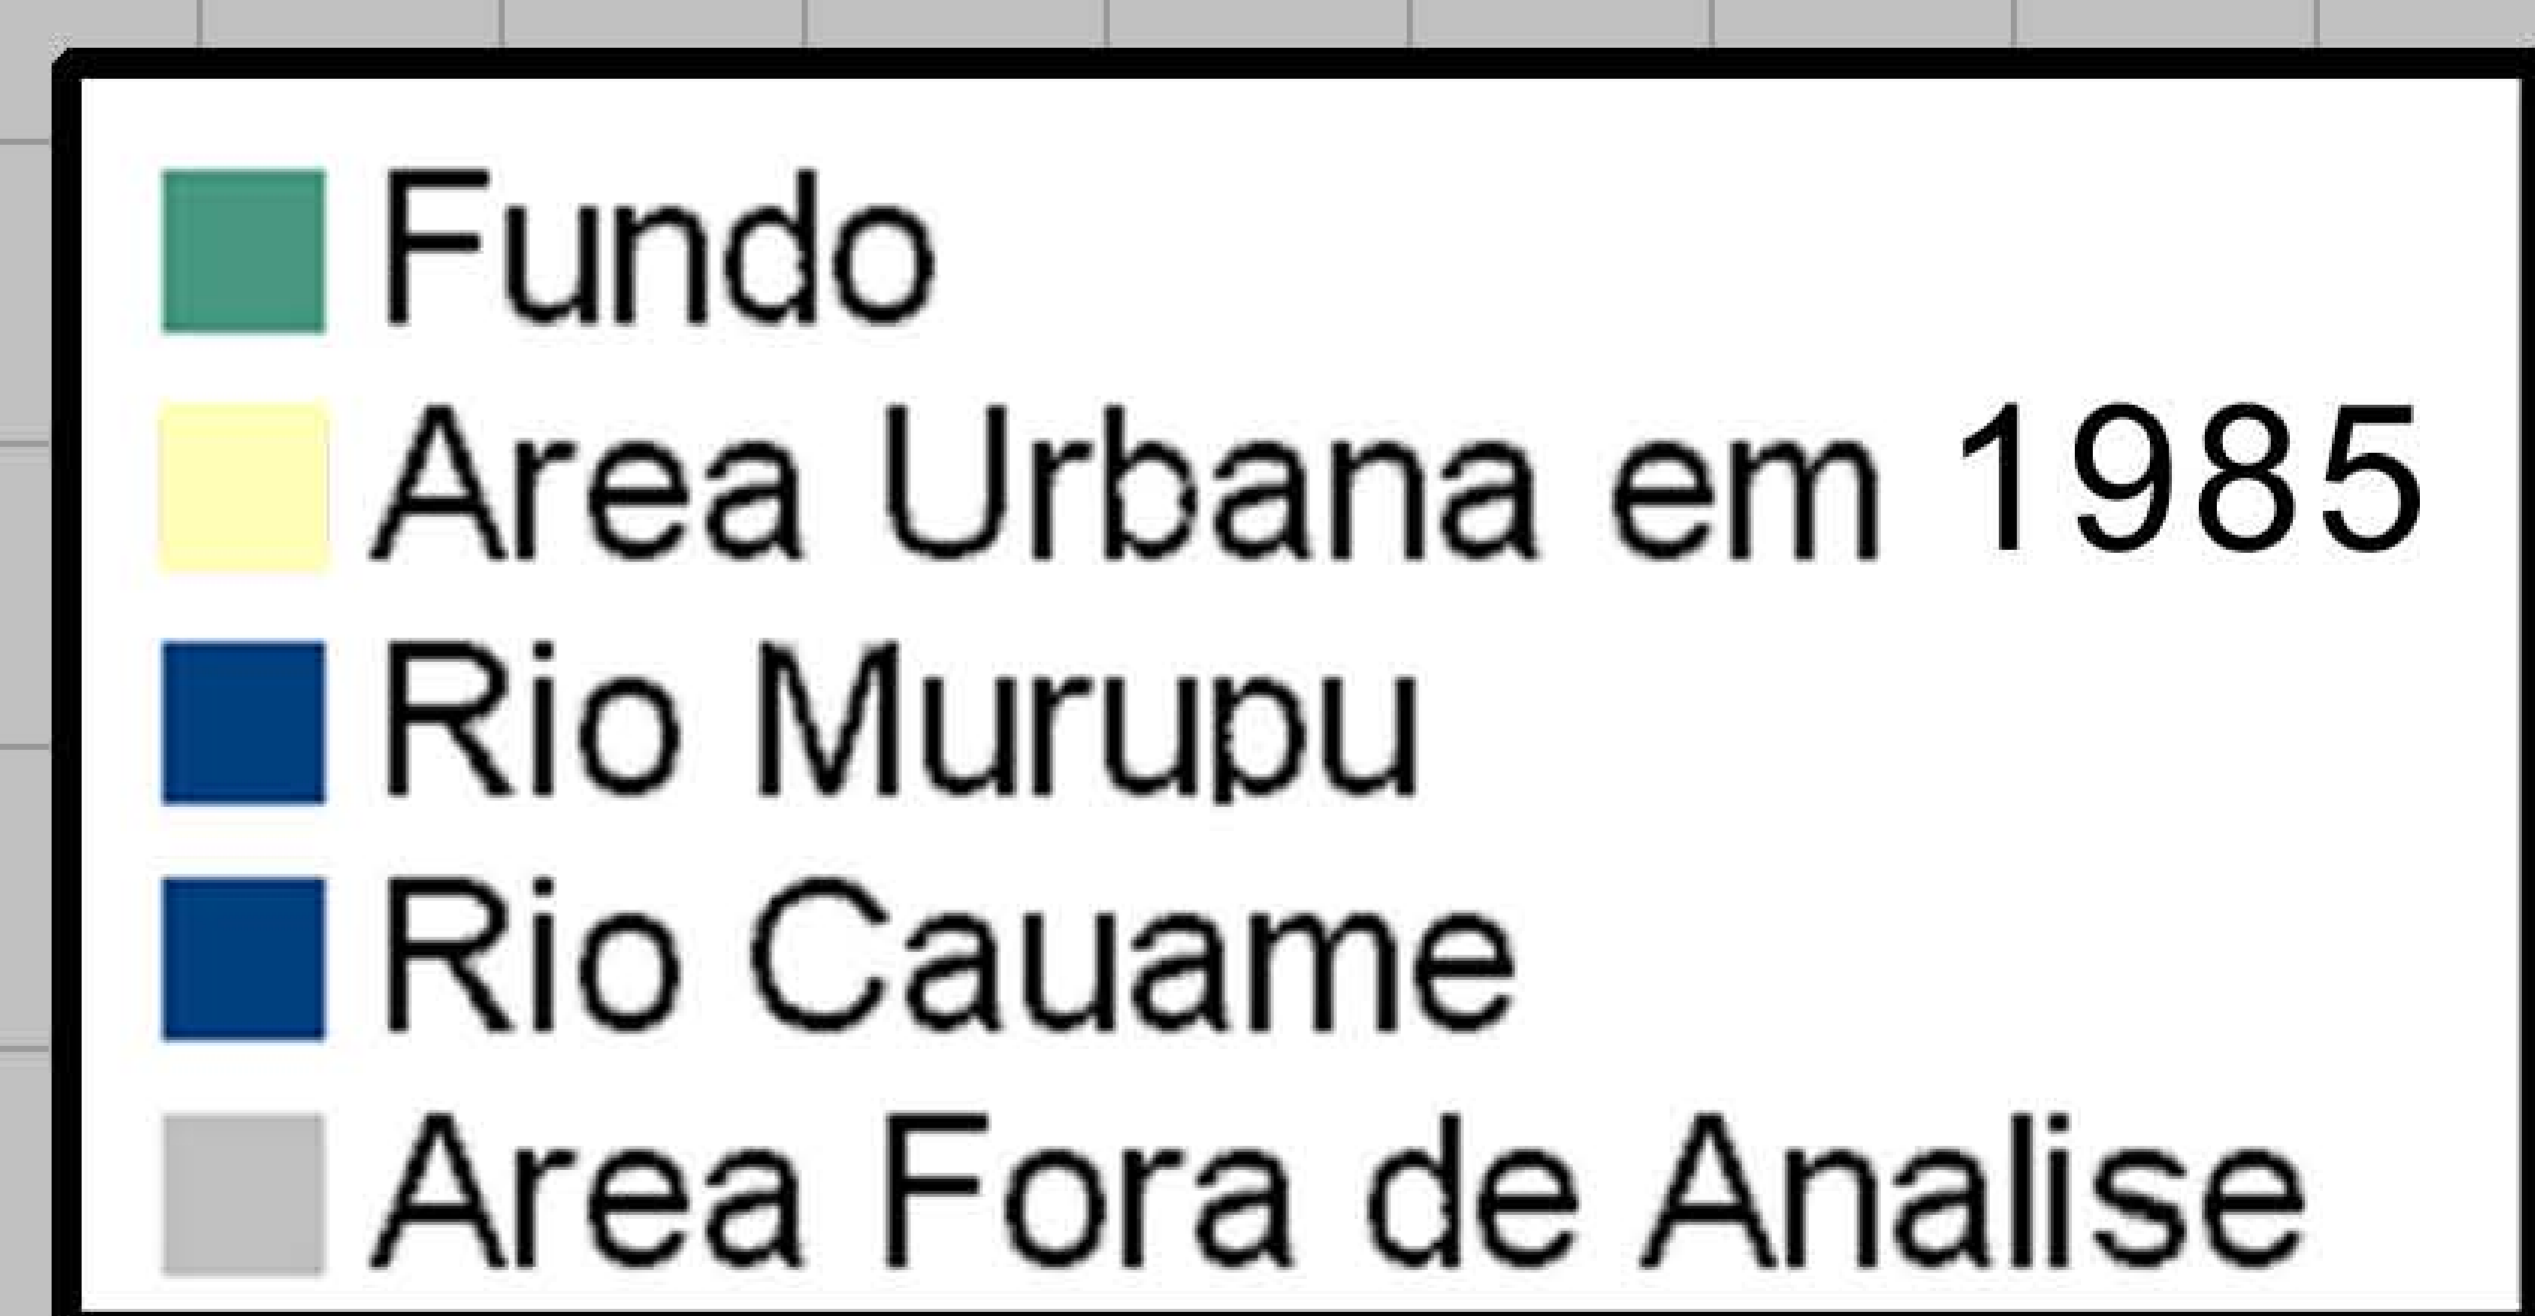 Fundo
Area Urbana em 1985
Rio Murupu
Rio Cauame
Area Fora de Analise